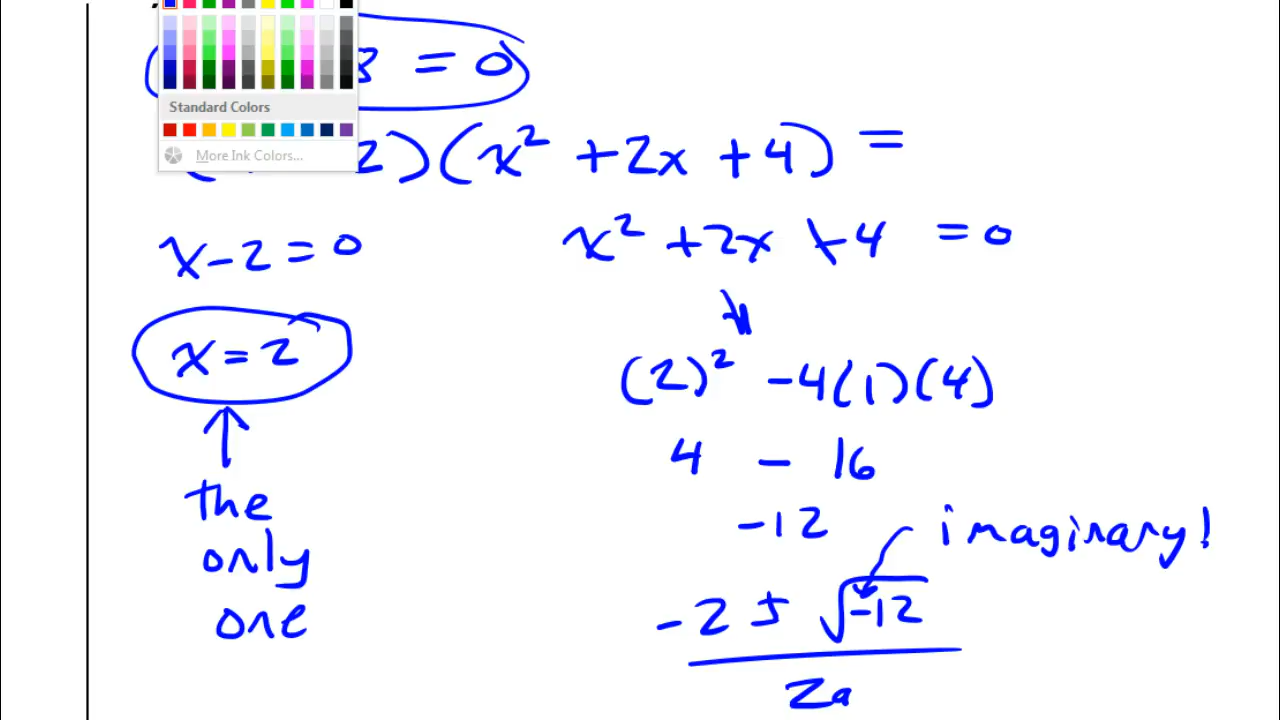 8 = 0
Standard Colors
2)(x² + 2x + 4) =
More Ink Colors...
x - 2 = 0
x² + 2x + 4 = 0
x = 2
(2)² - 4(1)(4)
4 - 16
the
-12
imaginary!
only
one
-2 ± √-12
2a